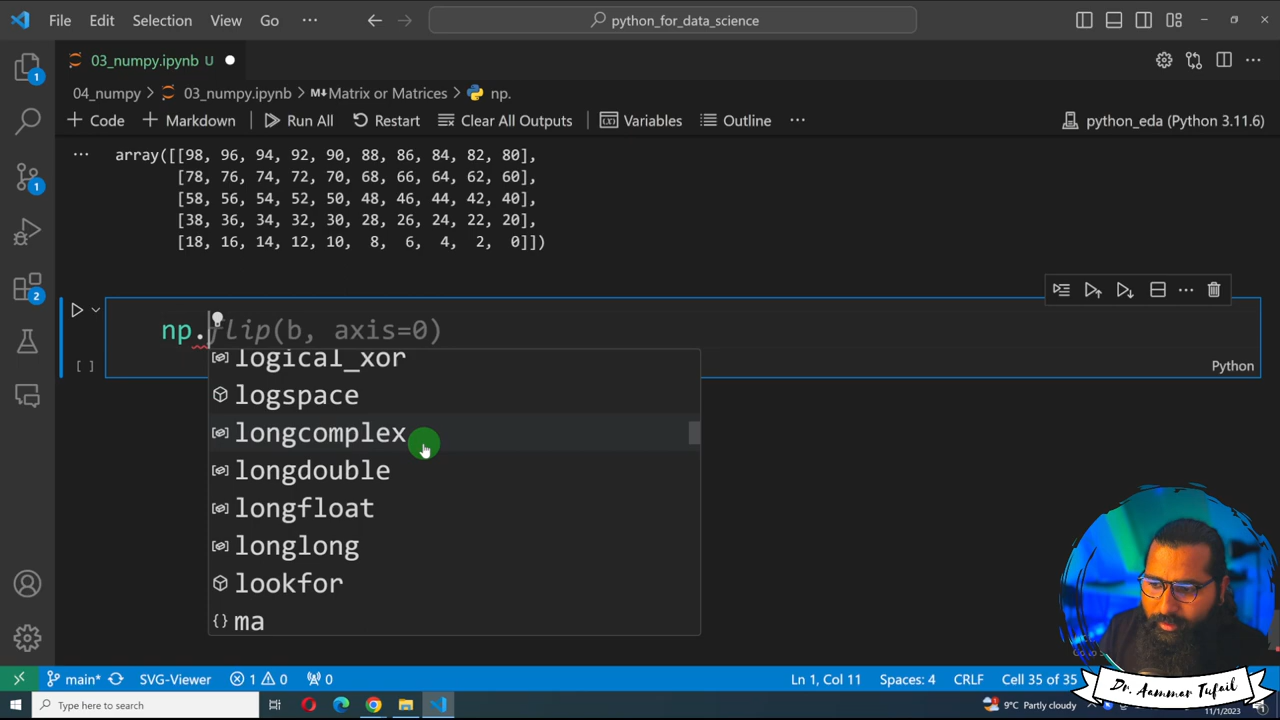 File Edit Selection View Go ··· python_for_data_science
03_numpy.ipynb U
04_numpy > 03_numpy.ipynb > Matrix or Matrices > np.
+ Code + Markdown Run All Restart Clear All Outputs Variables Outline ··· python_eda (Python 3.11.6)
··· array([[98, 96, 94, 92, 90, 88, 86, 84, 82, 80],
[78, 76, 74, 72, 70, 68, 66, 64, 62, 60],
[58, 56, 54, 52, 50, 48, 46, 44, 42, 40],
[38, 36, 34, 32, 30, 28, 26, 24, 22, 20],
[18, 16, 14, 12, 10, 8, 6, 4, 2, 0]])
np.flip(b, axis=0)
[ ] Python
logical_xor
logspace
longcomplex
longdouble
longfloat
longlong
lookfor
{} ma
1
1
2
main* SVG-Viewer 1 0 0 Ln 1, Col 11 Spaces: 4 CRLF Cell 35 of 35
Dr. Aammar Tufail
Type here to search 9°C Partly cloudy
11/1/2023